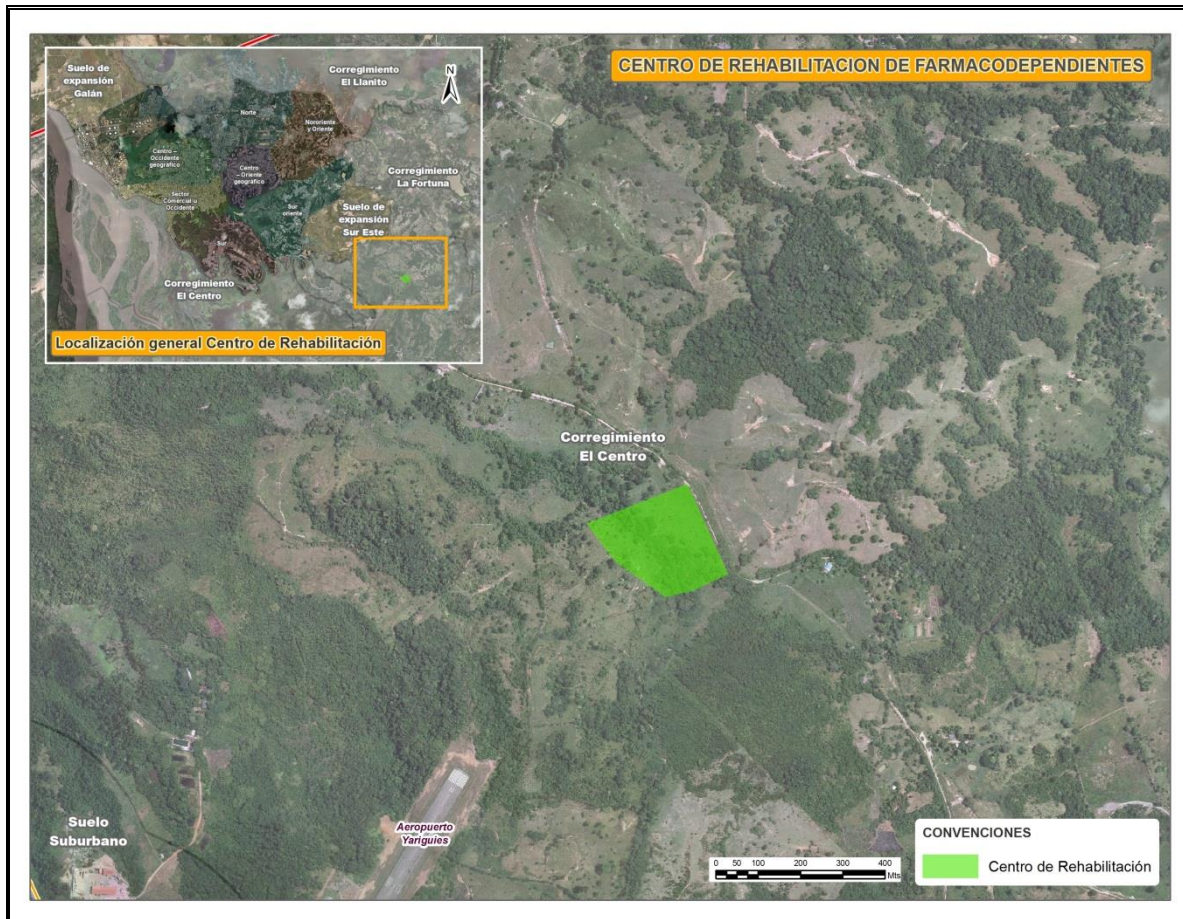 CENTRO DE REHABILITACION DE FARMACODEPENDIENTES
Suelo de
expansión
Galán
Corregimiento
El Llanito
N
Norte
Nororiente
y Oriente
Centro –
Occidente
geográfico
Centro
– Oriente
geográfico
Corregimiento
La Fortuna
Sector
Comercial u
Occidente
Sur
oriente
Suelo de
expansión
Sur Este
Sur
Corregimiento
El Centro
Localización general Centro de Rehabilitación
Corregimiento
El Centro
Aeropuerto
Yariguies
Suelo
Suburbano
0 50 100 200 300 400
Mts
CONVENCIONES
Centro de Rehabilitación